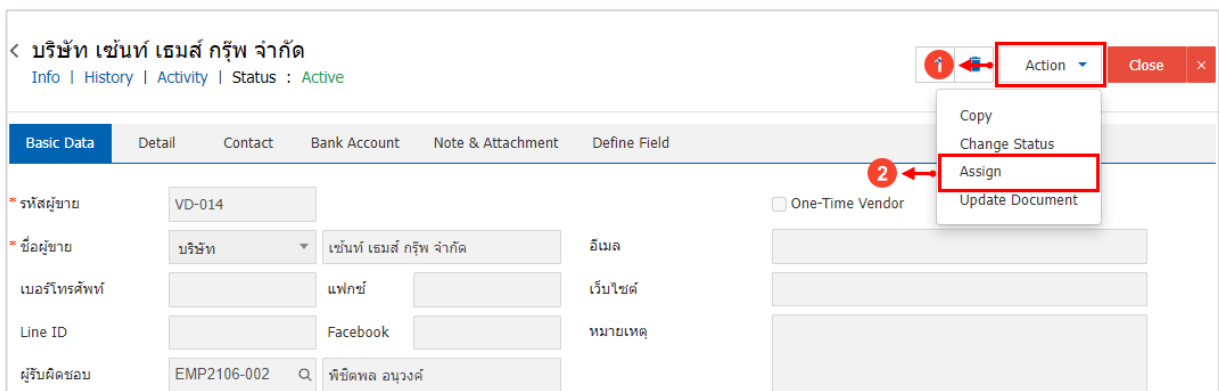 < บริษัท เซ้นท์ เธมส์ กรุ๊พ จำกัด
Info | History | Activity | Status : Active
1 Action Close ×
Copy
Change Status
2 Assign
Update Document
Basic Data Detail Contact Bank Account Note & Attachment Define Field
* รหัสผู้ขาย VD-014 One-Time Vendor
* ชื่อผู้ขาย บริษัท เซ้นท์ เธมส์ กรุ๊พ จำกัด อีเมล
เบอร์โทรศัพท์ แฟกซ์ เว็บไซต์
Line ID Facebook หมายเหตุ
ผู้รับผิดชอบ EMP2106-002 พิชิตพล อนุวงค์